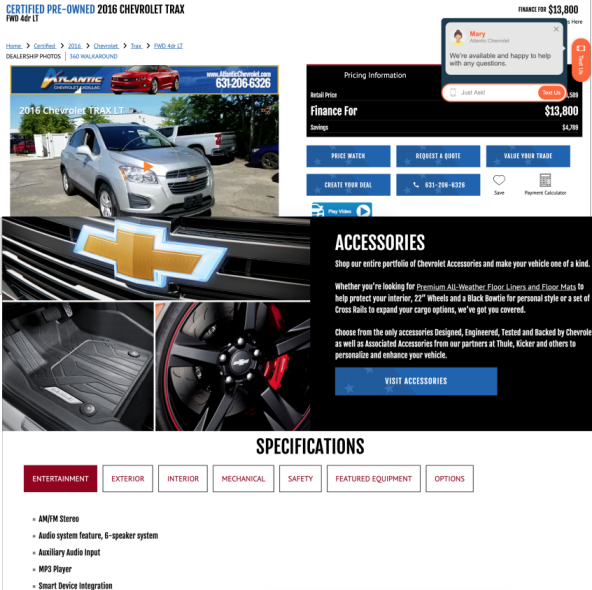 CERTIFIED PRE-OWNED 2016 CHEVROLET TRAX
FWD 4dr LT
FINANCE FOR $13,800
s Here
Home > Certified > 2016 > Chevrolet > Trax > FWD 4dr LT
DEALERSHIP PHOTOS | 360 WALKAROUND
Mary
Atlantic Chevrolet
We're available and happy to help
with any questions.
Just Ask!
Text Us
Text Us
ATLANTIC
CHEVROLET CADILLAC
www.AtlanticChevrolet.com
631-206-6326
2016 Chevrolet TRAX LT
Pricing Information
Retail Price
,589
Finance For $13,800
Savings $4,789
PRICE WATCH
REQUEST A QUOTE
VALUE YOUR TRADE
CREATE YOUR DEAL
631-206-6326
Save
Payment Calculator
Play Video
ACCESSORIES
Shop our entire portfolio of Chevrolet Accessories and make your vehicle one of a kind.
Whether you're looking for Premium All-Weather Floor Liners and Floor Mats to
help protect your interior, 22" Wheels and a Black Bowtie for personal style or a set of
Cross Rails to expand your cargo options, we've got you covered.
Choose from the only accessories Designed, Engineered, Tested and Backed by Chevrole
as well as Associated Accessories from our partners at Thule, Kicker and others to
personalize and enhance your vehicle.
VISIT ACCESSORIES
SPECIFICATIONS
ENTERTAINMENT
EXTERIOR
INTERIOR
MECHANICAL
SAFETY
FEATURED EQUIPMENT
OPTIONS
» AM/FM Stereo
» Audio system feature, 6-speaker system
» Auxiliary Audio Input
» MP3 Player
» Smart Device Integration